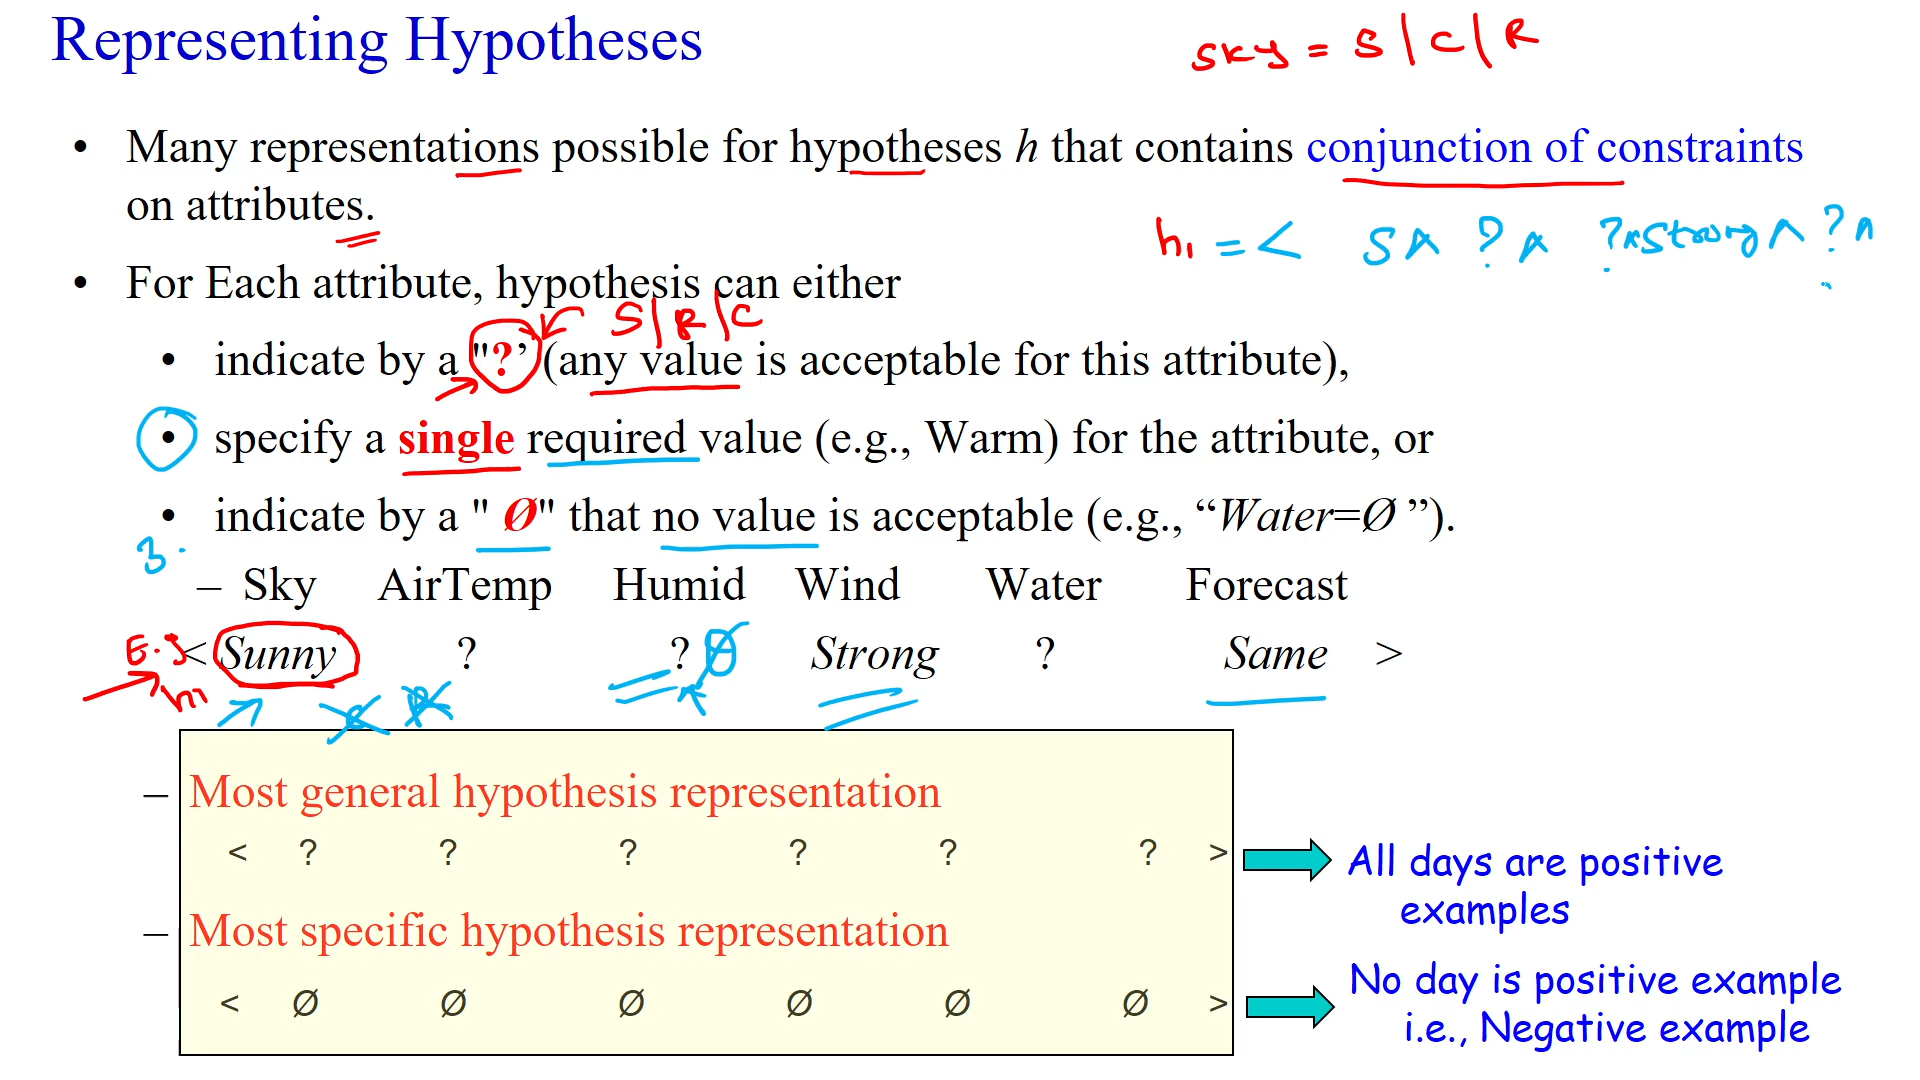 Representing Hypotheses
sky = S | C | R
• Many representations possible for hypotheses h that contains conjunction of constraints
on attributes.
h1 = < S ∧ ? ∧ ? ∧ Strong ∧ ? ∧
• For Each attribute, hypothesis can either
S | R | C
• indicate by a "?’ (any value is acceptable for this attribute),
• specify a single required value (e.g., Warm) for the attribute, or
• indicate by a " Ø" that no value is acceptable (e.g., “Water=Ø ”).
3.
– Sky AirTemp Humid Wind Water Forecast
< Sunny ? ? Strong ? Same >
– Most general hypothesis representation
< ? ? ? ? ? ? >
All days are positive
examples
– Most specific hypothesis representation
< Ø Ø Ø Ø Ø Ø >
No day is positive example
i.e., Negative example